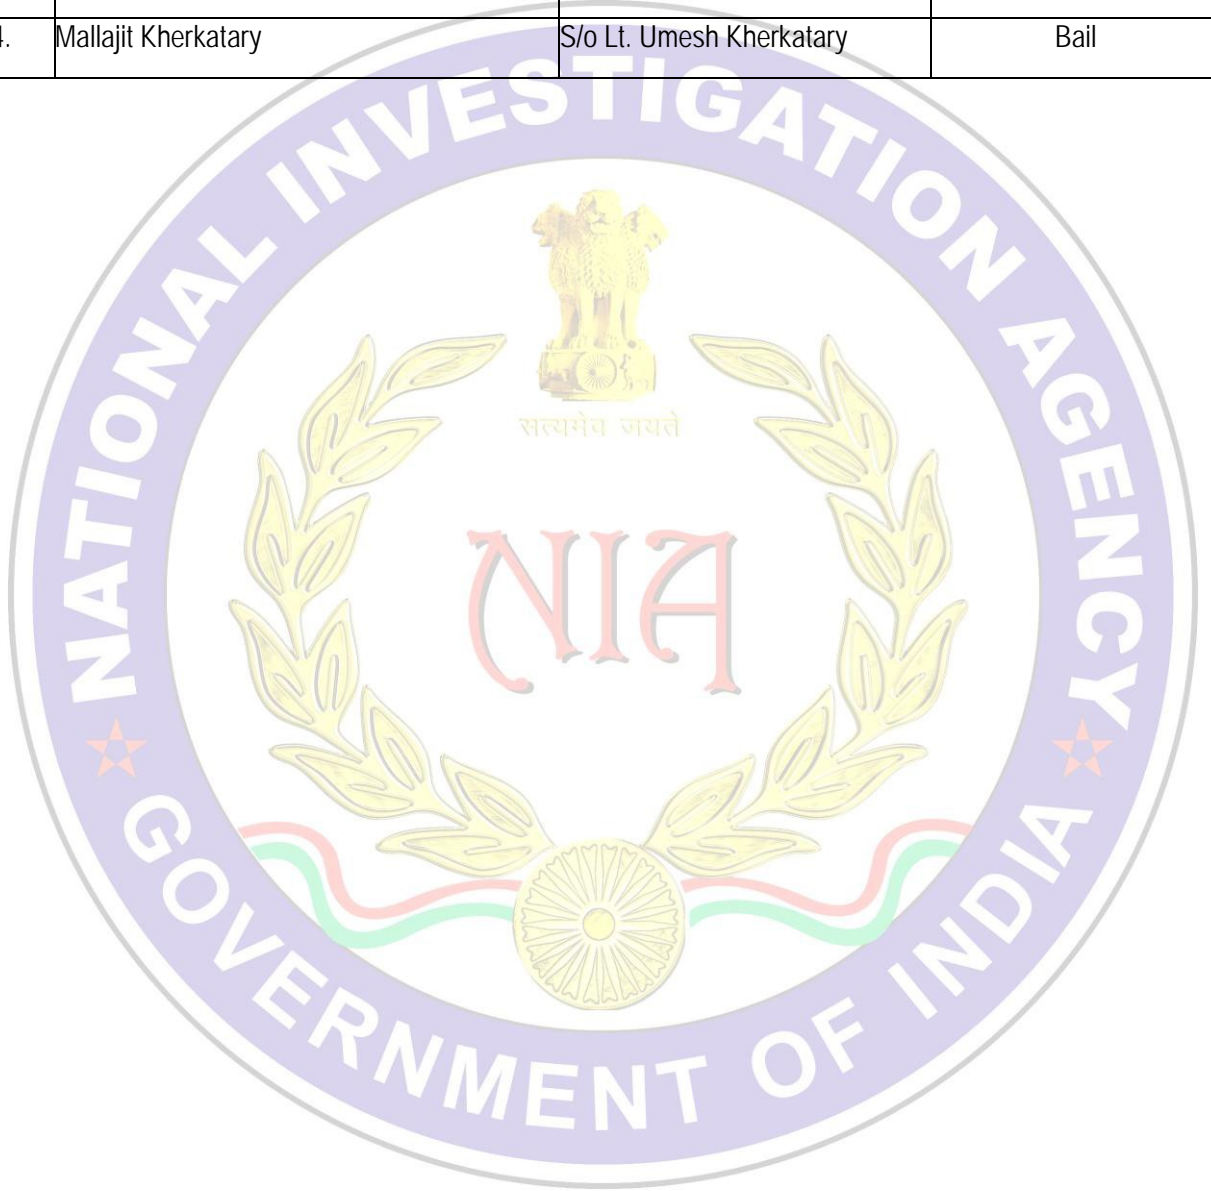 4. Mallajit Kherkatary S/o Lt. Umesh Kherkatary Bail
NATIONAL INVESTIGATION AGENCY
सत्यमेव जयते
NIA
GOVERNMENT OF INDIA